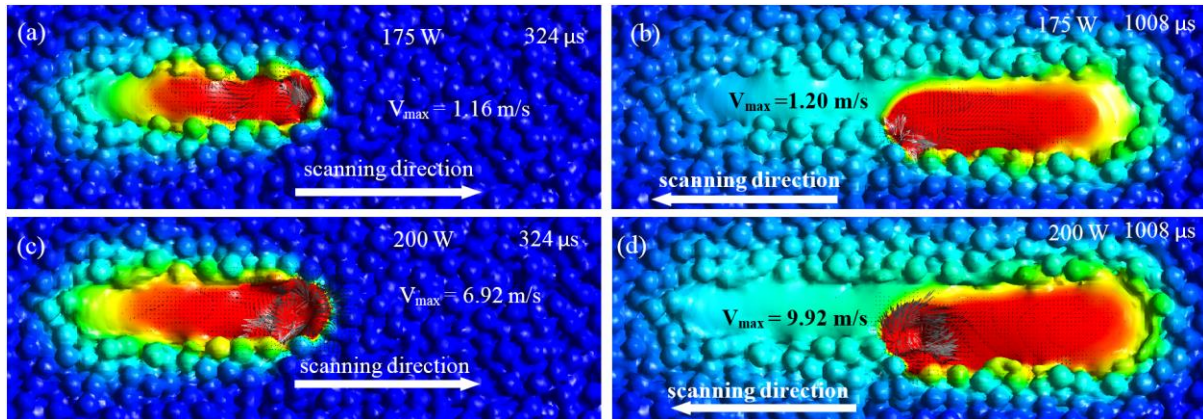 (a) 175 W 324 μs
V_max = 1.16 m/s
scanning direction
(b) 175 W 1008 μs
V_max =1.20 m/s
scanning direction
(c) 200 W 324 μs
V_max = 6.92 m/s
scanning direction
(d) 200 W 1008 μs
V_max = 9.92 m/s
scanning direction